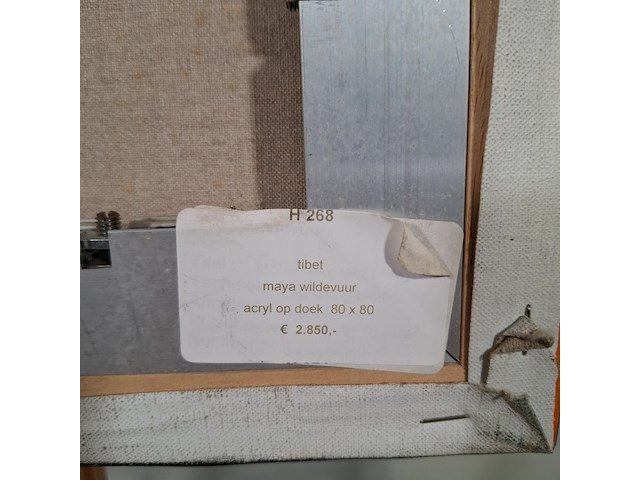 H 268
tibet
maya wildevuur
acryl op doek 80 x 80
€ 2.850,-